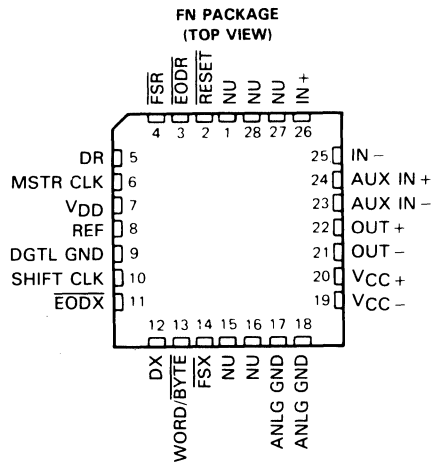 FN PACKAGE
(TOP VIEW)
FSR
EODR
RESET
NU
NU
NU
IN +
4 3 2 1 28 27 26
DR 5
MSTR CLK 6
VDD 7
REF 8
DGTL GND 9
SHIFT CLK 10
EODX 11
25 IN –
24 AUX IN +
23 AUX IN –
22 OUT +
21 OUT –
20 VCC +
19 VCC –
12 13 14 15 16 17 18
DX
WORD/BYTE
FSX
NU
NU
ANLG GND
ANLG GND